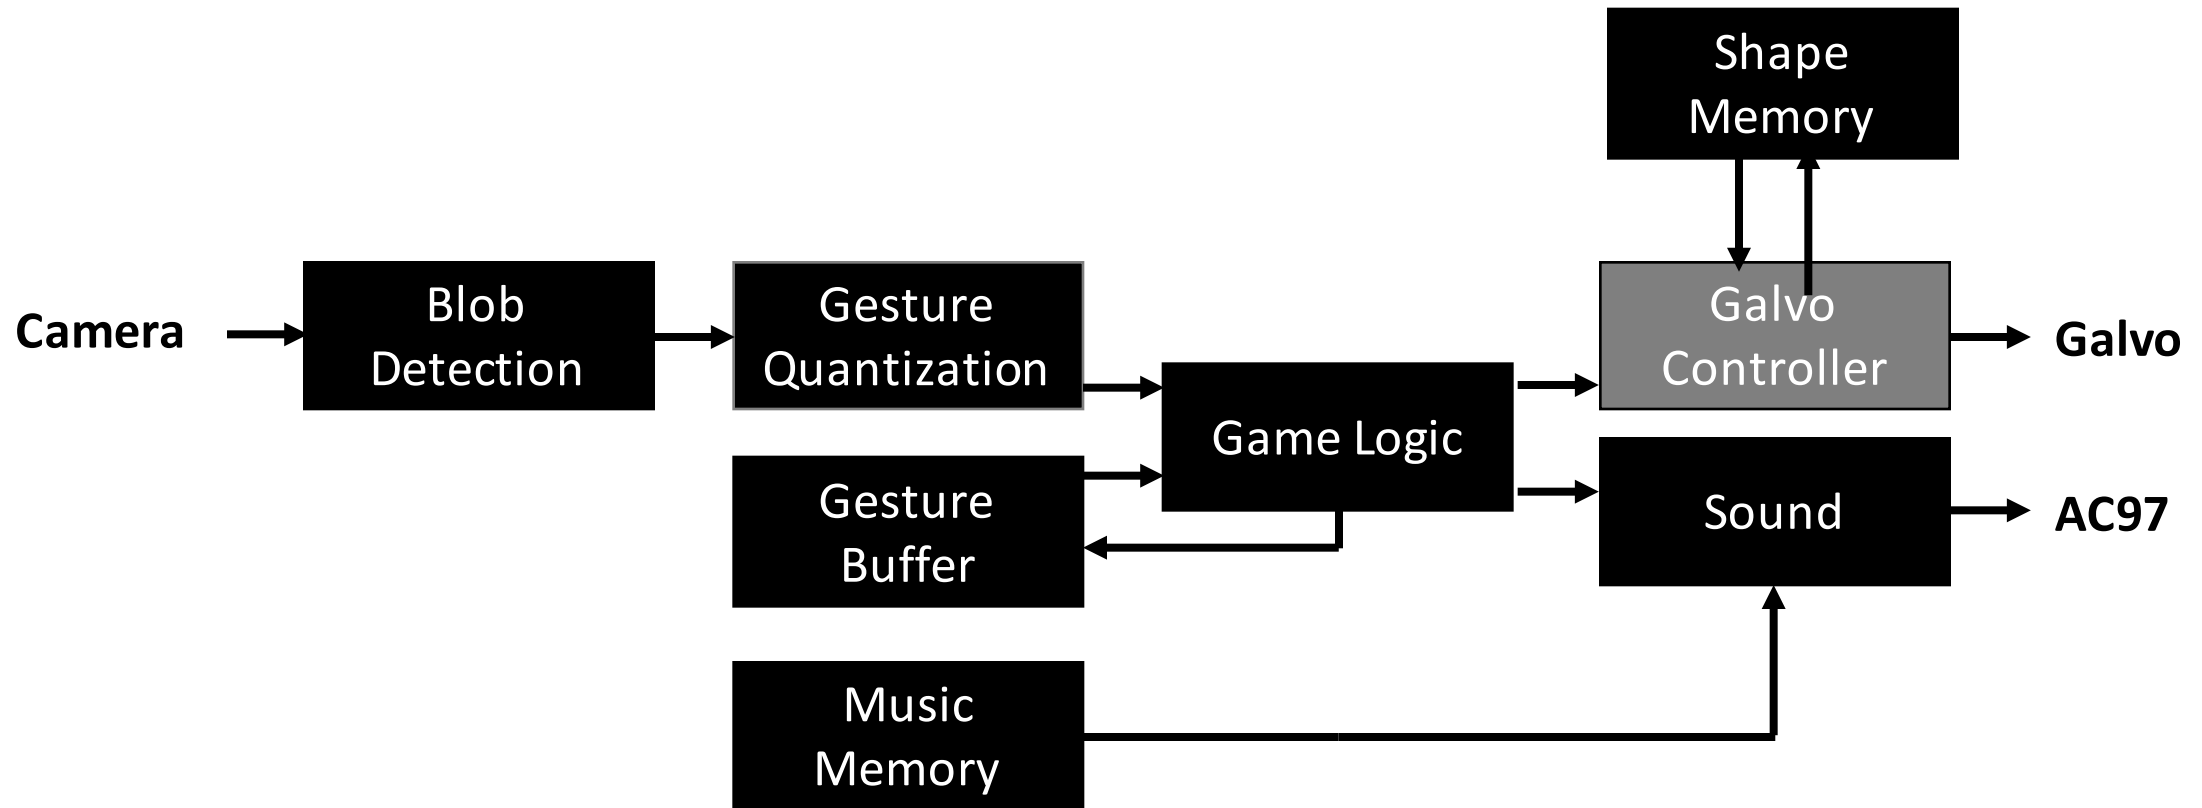 Shape
Memory
Camera
Blob
Detection
Gesture
Quantization
Galvo
Controller
Galvo
Game Logic
Gesture
Buffer
Sound
AC97
Music
Memory